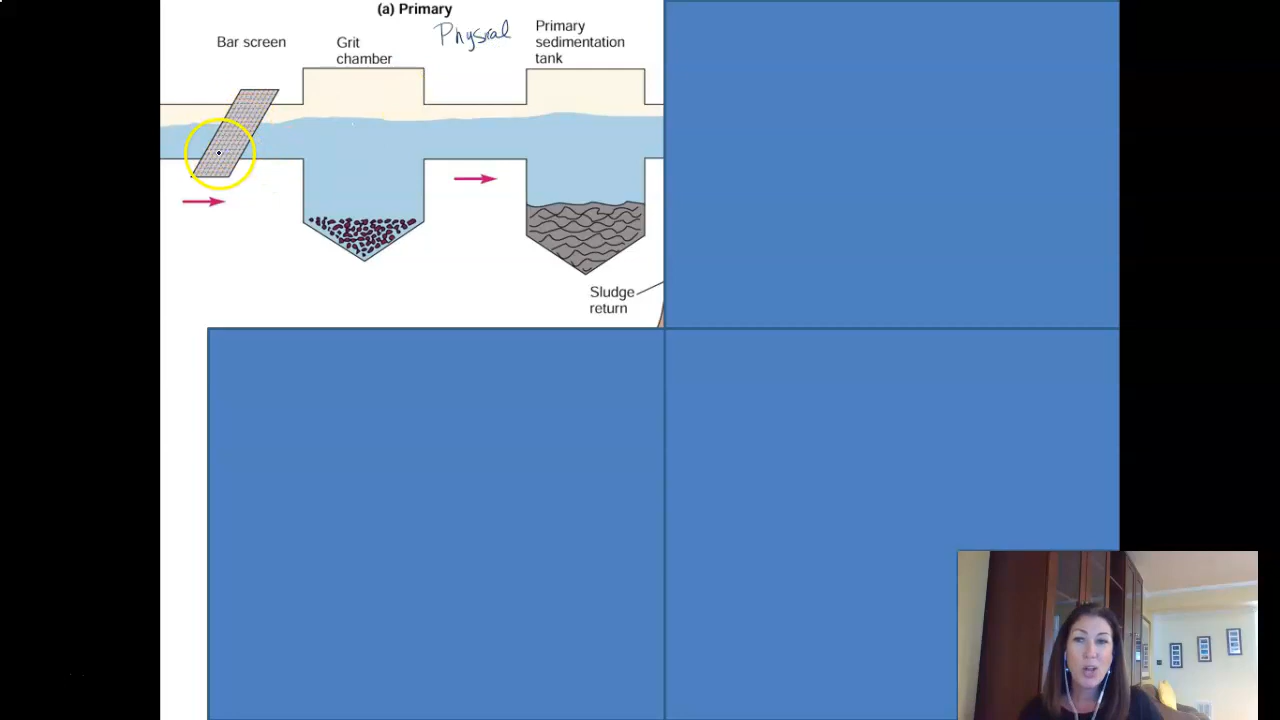 (a) Primary
Physical
Bar screen
Grit
chamber
Primary
sedimentation
tank
Sludge
return